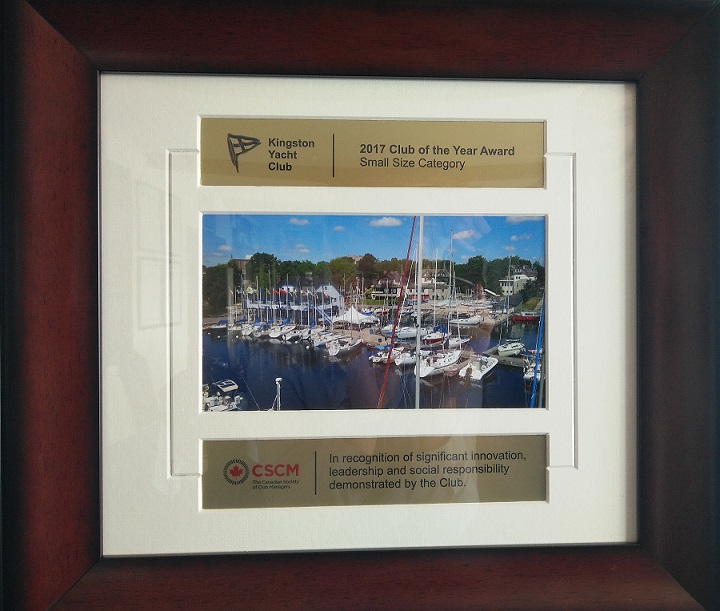 Kingston
Yacht
Club
2017 Club of the Year Award
Small Size Category
CSCM
The Canadian Society
of Club Managers
In recognition of significant innovation,
leadership and social responsibility
demonstrated by the Club.